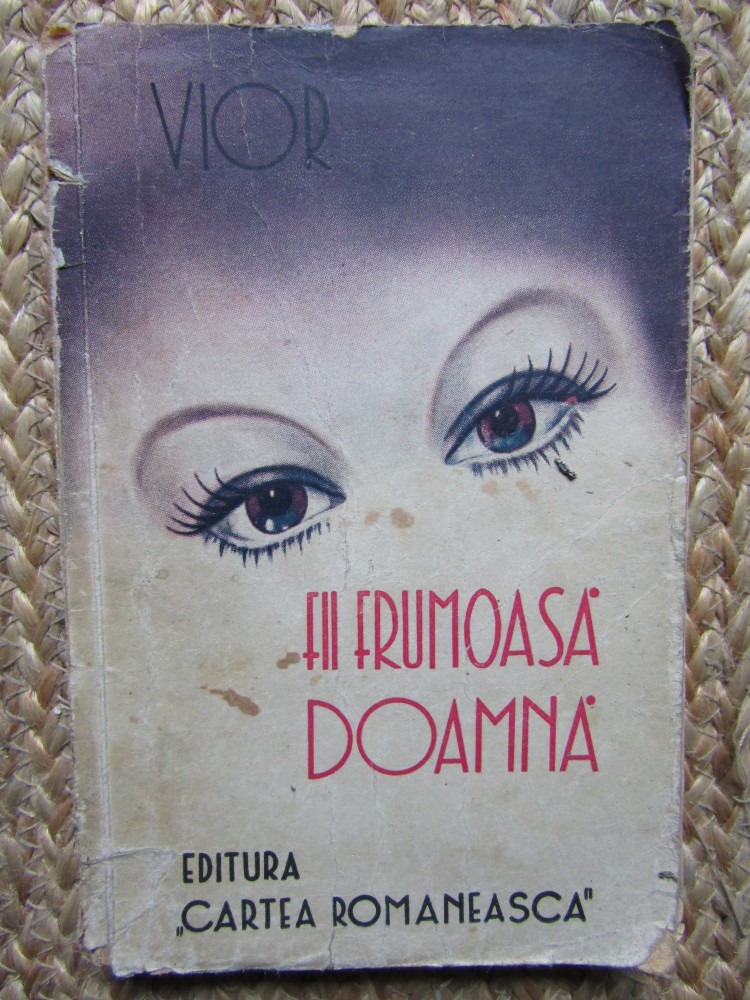 VIOR
FII FRUMOASĂ
DOAMNĂ
EDITURA
„CARTEA ROMANEASCA"